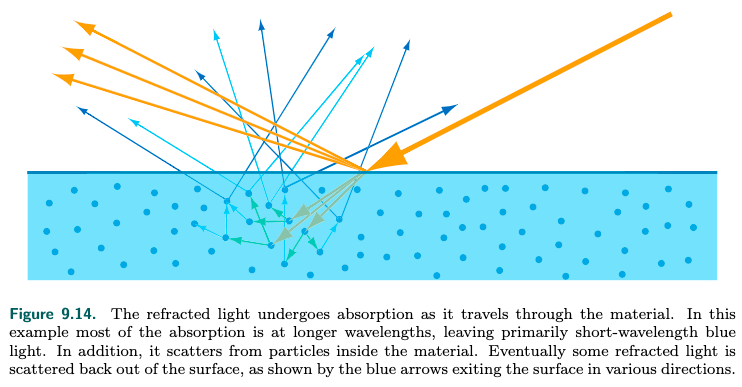 Figure 9.14. The refracted light undergoes absorption as it travels through the material. In this
example most of the absorption is at longer wavelengths, leaving primarily short-wavelength blue
light. In addition, it scatters from particles inside the material. Eventually some refracted light is
scattered back out of the surface, as shown by the blue arrows exiting the surface in various directions.